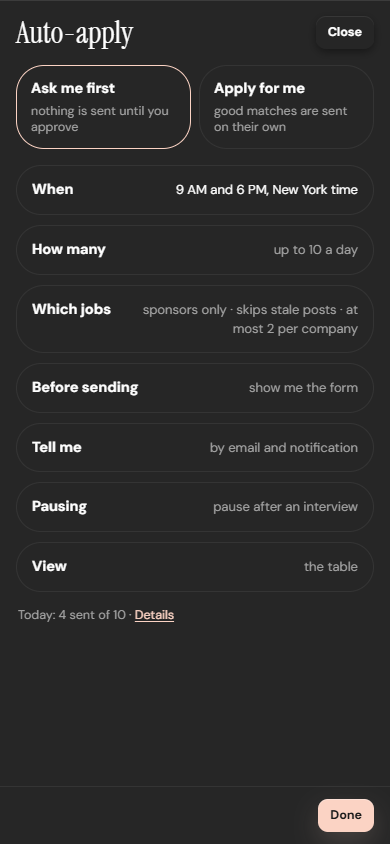 Auto-apply
Close
Ask me first
nothing is sent until you
approve
Apply for me
good matches are sent
on their own
When
9 AM and 6 PM, New York time
How many
up to 10 a day
Which jobs
sponsors only · skips stale posts · at
most 2 per company
Before sending
show me the form
Tell me
by email and notification
Pausing
pause after an interview
View
the table
Today: 4 sent of 10 · Details
Done